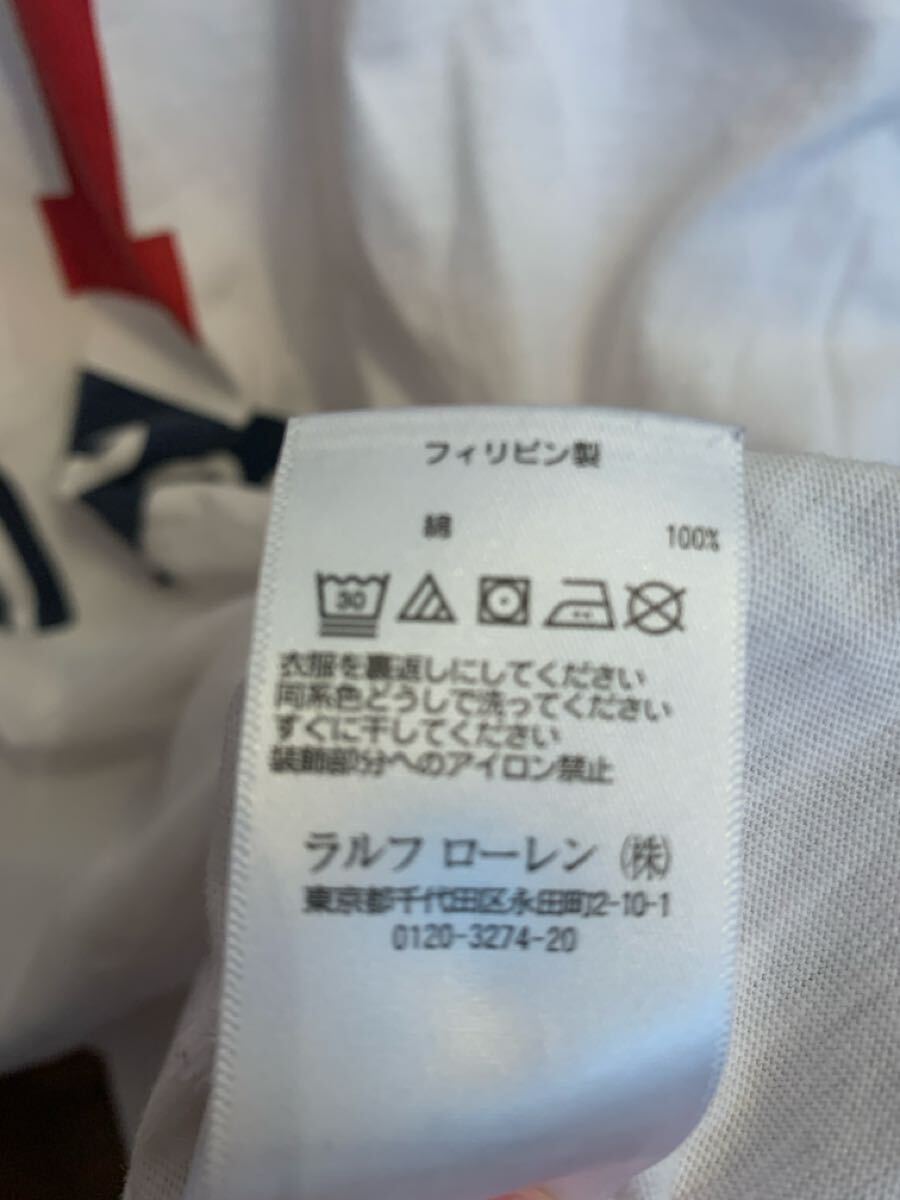 フィリピン製
綿 100%
30
衣服を裏返しにしてください
同系色どうしで洗ってください
すぐに干してください
装飾部分へのアイロン禁止
ラルフ ローレン (株)
東京都千代田区永田町2-10-1
0120-3274-20